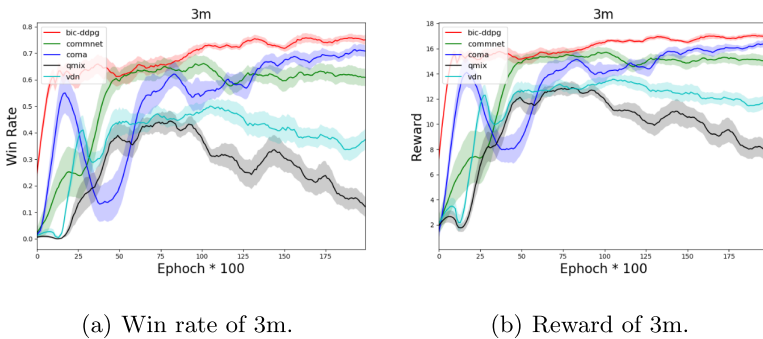 3m
bic-ddpg
commnet
coma
qmix
vdn
Win Rate
0.8
0.7
0.6
0.5
0.4
0.3
0.2
0.1
0.0
0 25 50 75 100 125 150 175
Ephoch * 100
(a) Win rate of 3m.
3m
bic-ddpg
commnet
coma
qmix
vdn
Reward
18
16
14
12
10
8
6
4
2
0 25 50 75 100 125 150 175
Ephoch * 100
(b) Reward of 3m.